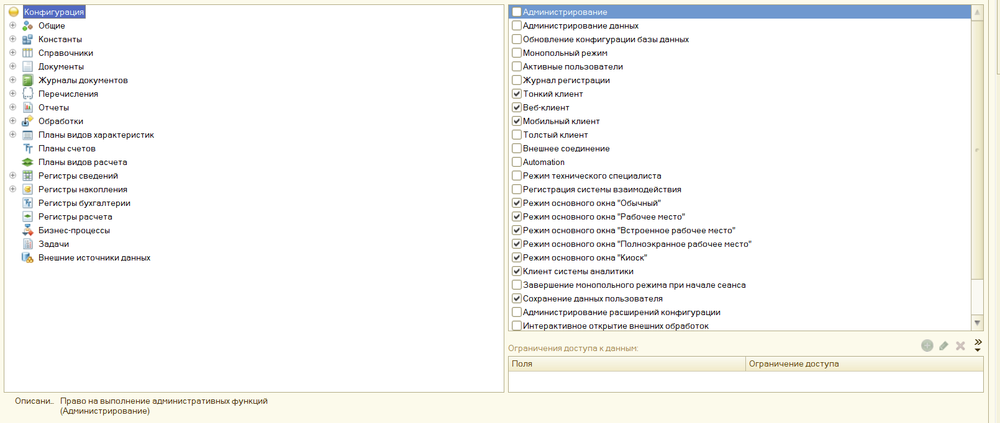 Конфигурация
Общие
Константы
Справочники
Документы
Журналы документов
Перечисления
Отчеты
Обработки
Планы видов характеристик
Планы счетов
Планы видов расчета
Регистры сведений
Регистры накопления
Регистры бухгалтерии
Регистры расчета
Бизнес-процессы
Задачи
Внешние источники данных
Администрирование
Администрирование данных
Обновление конфигурации базы данных
Монопольный режим
Активные пользователи
Журнал регистрации
Тонкий клиент
Веб-клиент
Мобильный клиент
Толстый клиент
Внешнее соединение
Automation
Режим технического специалиста
Регистрация системы взаимодействия
Режим основного окна "Обычный"
Режим основного окна "Рабочее место"
Режим основного окна "Встроенное рабочее место"
Режим основного окна "Полноэкранное рабочее место"
Режим основного окна "Киоск"
Клиент системы аналитики
Завершение монопольного режима при начале сеанса
Сохранение данных пользователя
Администрирование расширений конфигурации
Интерактивное открытие внешних обработок
Ограничения доступа к данным:
Поля Ограничение доступа
Описани... Право на выполнение административных функций
(Администрирование)